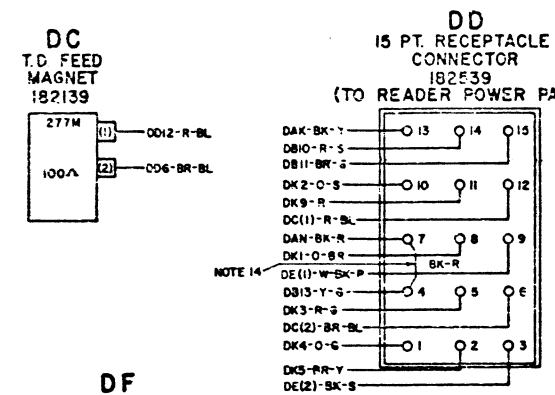 DC
T.D FEED
MAGNET
182139
277M
(1)
DD12-R-BL
100Ω
(2)
DD6-BR-BL
DD
15 PT. RECEPTACLE
CONNECTOR
182539
(TO READER POWER PA
DAK-BK-Y
13
14
15
DB10-R-S
DB11-BR-G
DK2-O-S
10
11
12
DK9-R
DC(1)-R-BL
DAN-BK-R
7
8
9
DK1-O-BR
BK-R
NOTE 14
DE(1)-W-BK-P
DB13-Y-G
4
5
6
DK3-R-G
DC(2)-BR-BL
DK4-O-G
1
2
3
DK5-BR-Y
DE(2)-BK-S
DF